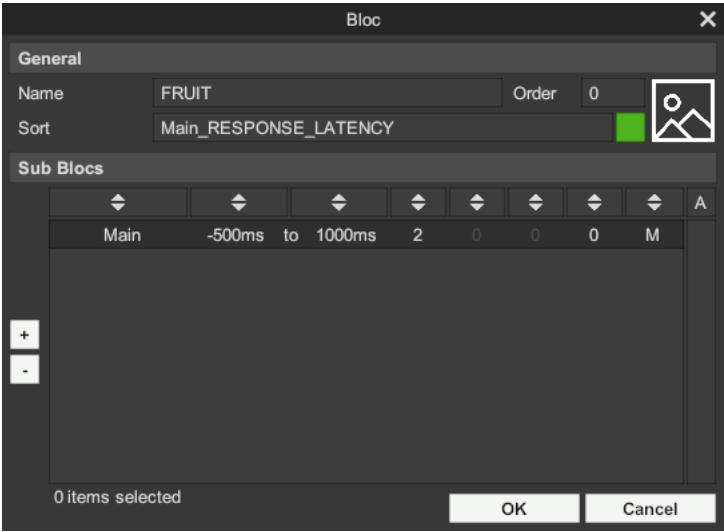 Bloc
General
Name FRUIT Order 0
Sort Main_RESPONSE_LATENCY
Sub Blocs
A
Main -500ms to 1000ms 2 0 0 0 M
+
-
0 items selected
OK Cancel